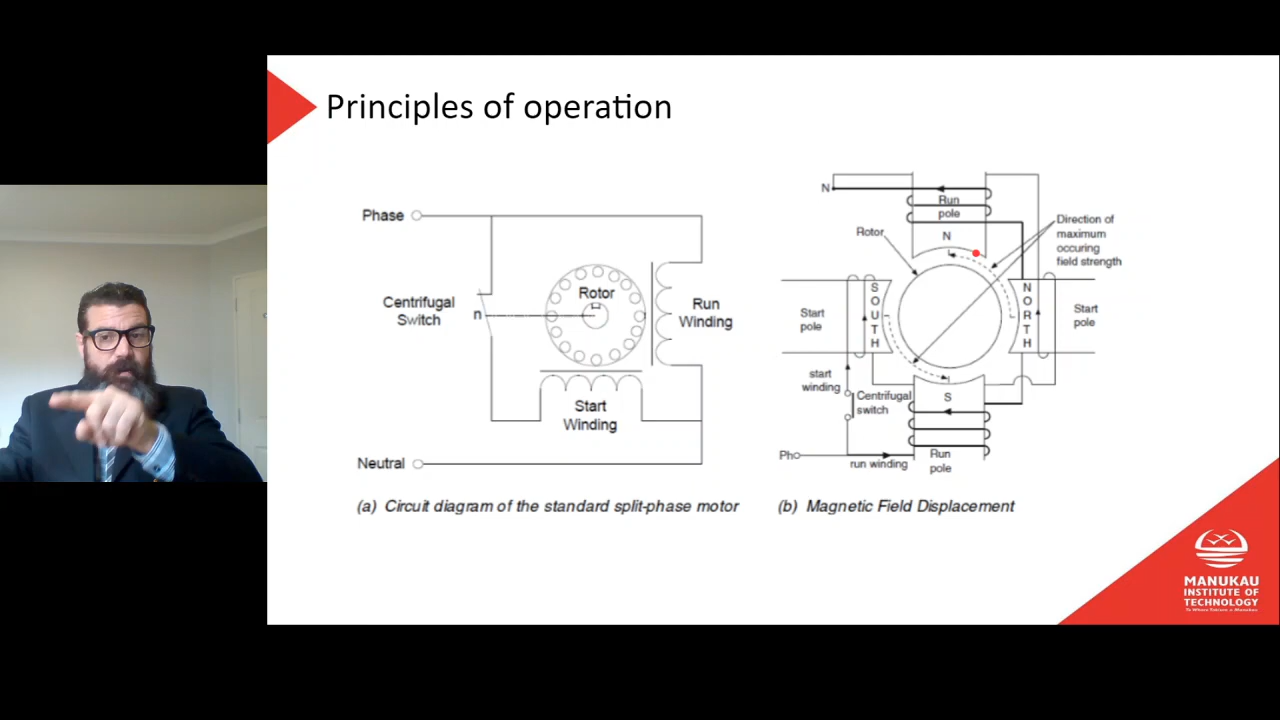 Principles of operation
Phase
Centrifugal
Switch
n
Rotor
Run
Winding
Start
Winding
Neutral
(a) Circuit diagram of the standard split-phase motor
N
Run
pole
N
Rotor
Direction of
maximum
occuring
field strength
Start
pole
SOUTH
NORTH
Start
pole
start
winding
Centrifugal
switch
S
Ph
run winding
Run
pole
(b) Magnetic Field Displacement
MANUKAU
INSTITUTE OF
TECHNOLOGY